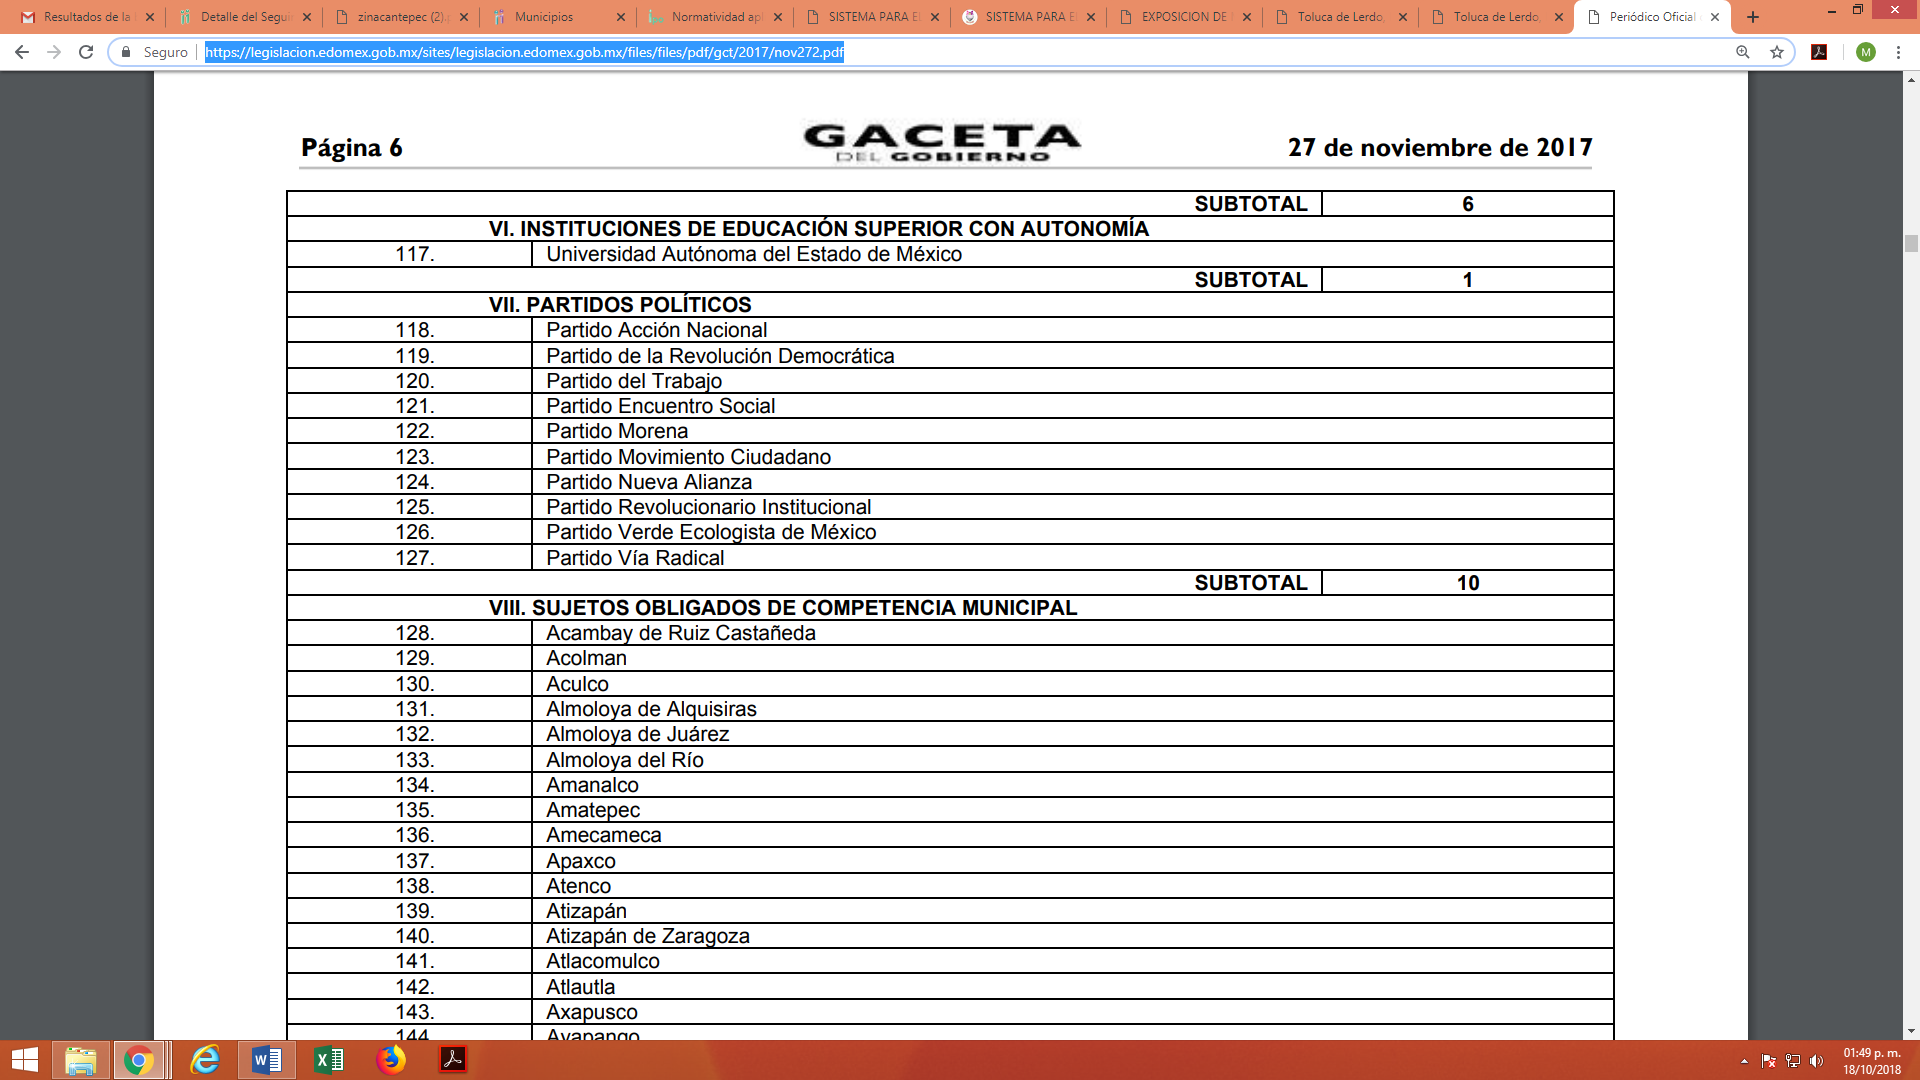 Resultados de la
Detalle del Segui
zinacantepec (2).p
Municipios
Normatividad apl
SISTEMA PARA EL
SISTEMA PARA EL
EXPOSICION DE
Toluca de Lerdo,
Toluca de Lerdo,
Periódico Oficial
Seguro
https://legislacion.edomex.gob.mx/sites/legislacion.edomex.gob.mx/files/files/pdf/gct/2017/nov272.pdf
M
Página 6
GACETA
DEL GOBIERNO
27 de noviembre de 2017
SUBTOTAL 6
VI. INSTITUCIONES DE EDUCACIÓN SUPERIOR CON AUTONOMÍA
117. Universidad Autónoma del Estado de México
SUBTOTAL 1
VII. PARTIDOS POLÍTICOS
118. Partido Acción Nacional
119. Partido de la Revolución Democrática
120. Partido del Trabajo
121. Partido Encuentro Social
122. Partido Morena
123. Partido Movimiento Ciudadano
124. Partido Nueva Alianza
125. Partido Revolucionario Institucional
126. Partido Verde Ecologista de México
127. Partido Vía Radical
SUBTOTAL 10
VIII. SUJETOS OBLIGADOS DE COMPETENCIA MUNICIPAL
128. Acambay de Ruiz Castañeda
129. Acolman
130. Aculco
131. Almoloya de Alquisiras
132. Almoloya de Juárez
133. Almoloya del Río
134. Amanalco
135. Amatepec
136. Amecameca
137. Apaxco
138. Atenco
139. Atizapán
140. Atizapán de Zaragoza
141. Atlacomulco
142. Atlautla
143. Axapusco
144. Ayapango
01:49 p. m.
18/10/2018